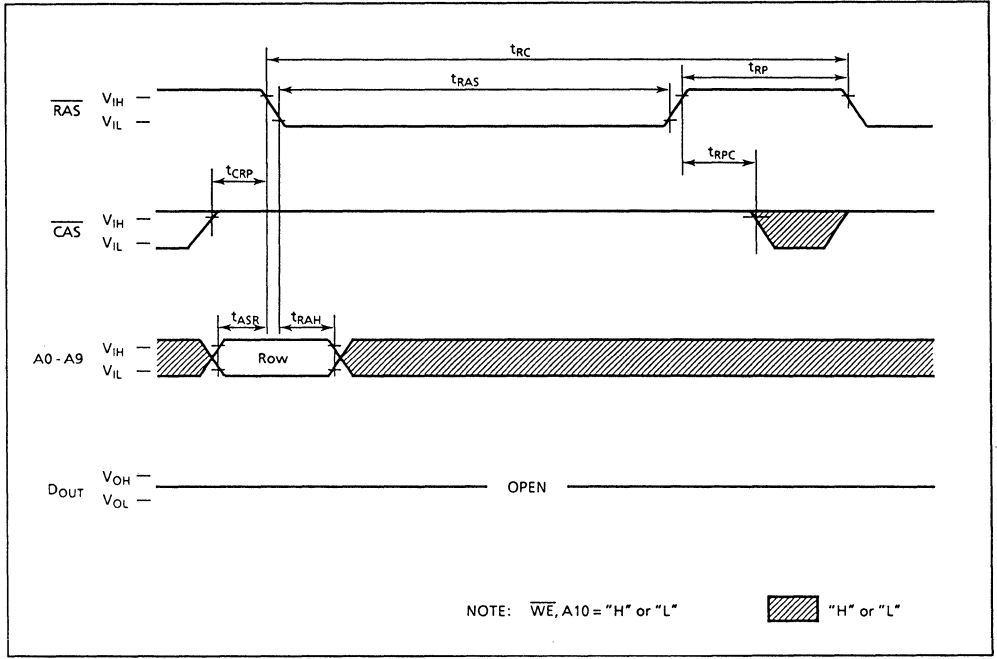 tRC
tRAS
tRP
RAS
VIH
VIL
tRPC
tCRP
CAS
VIH
VIL
tASR
tRAH
A0 - A9
VIH
VIL
Row
DOUT
VOH
VOL
OPEN
NOTE: WE, A10 = "H" or "L"
"H" or "L"